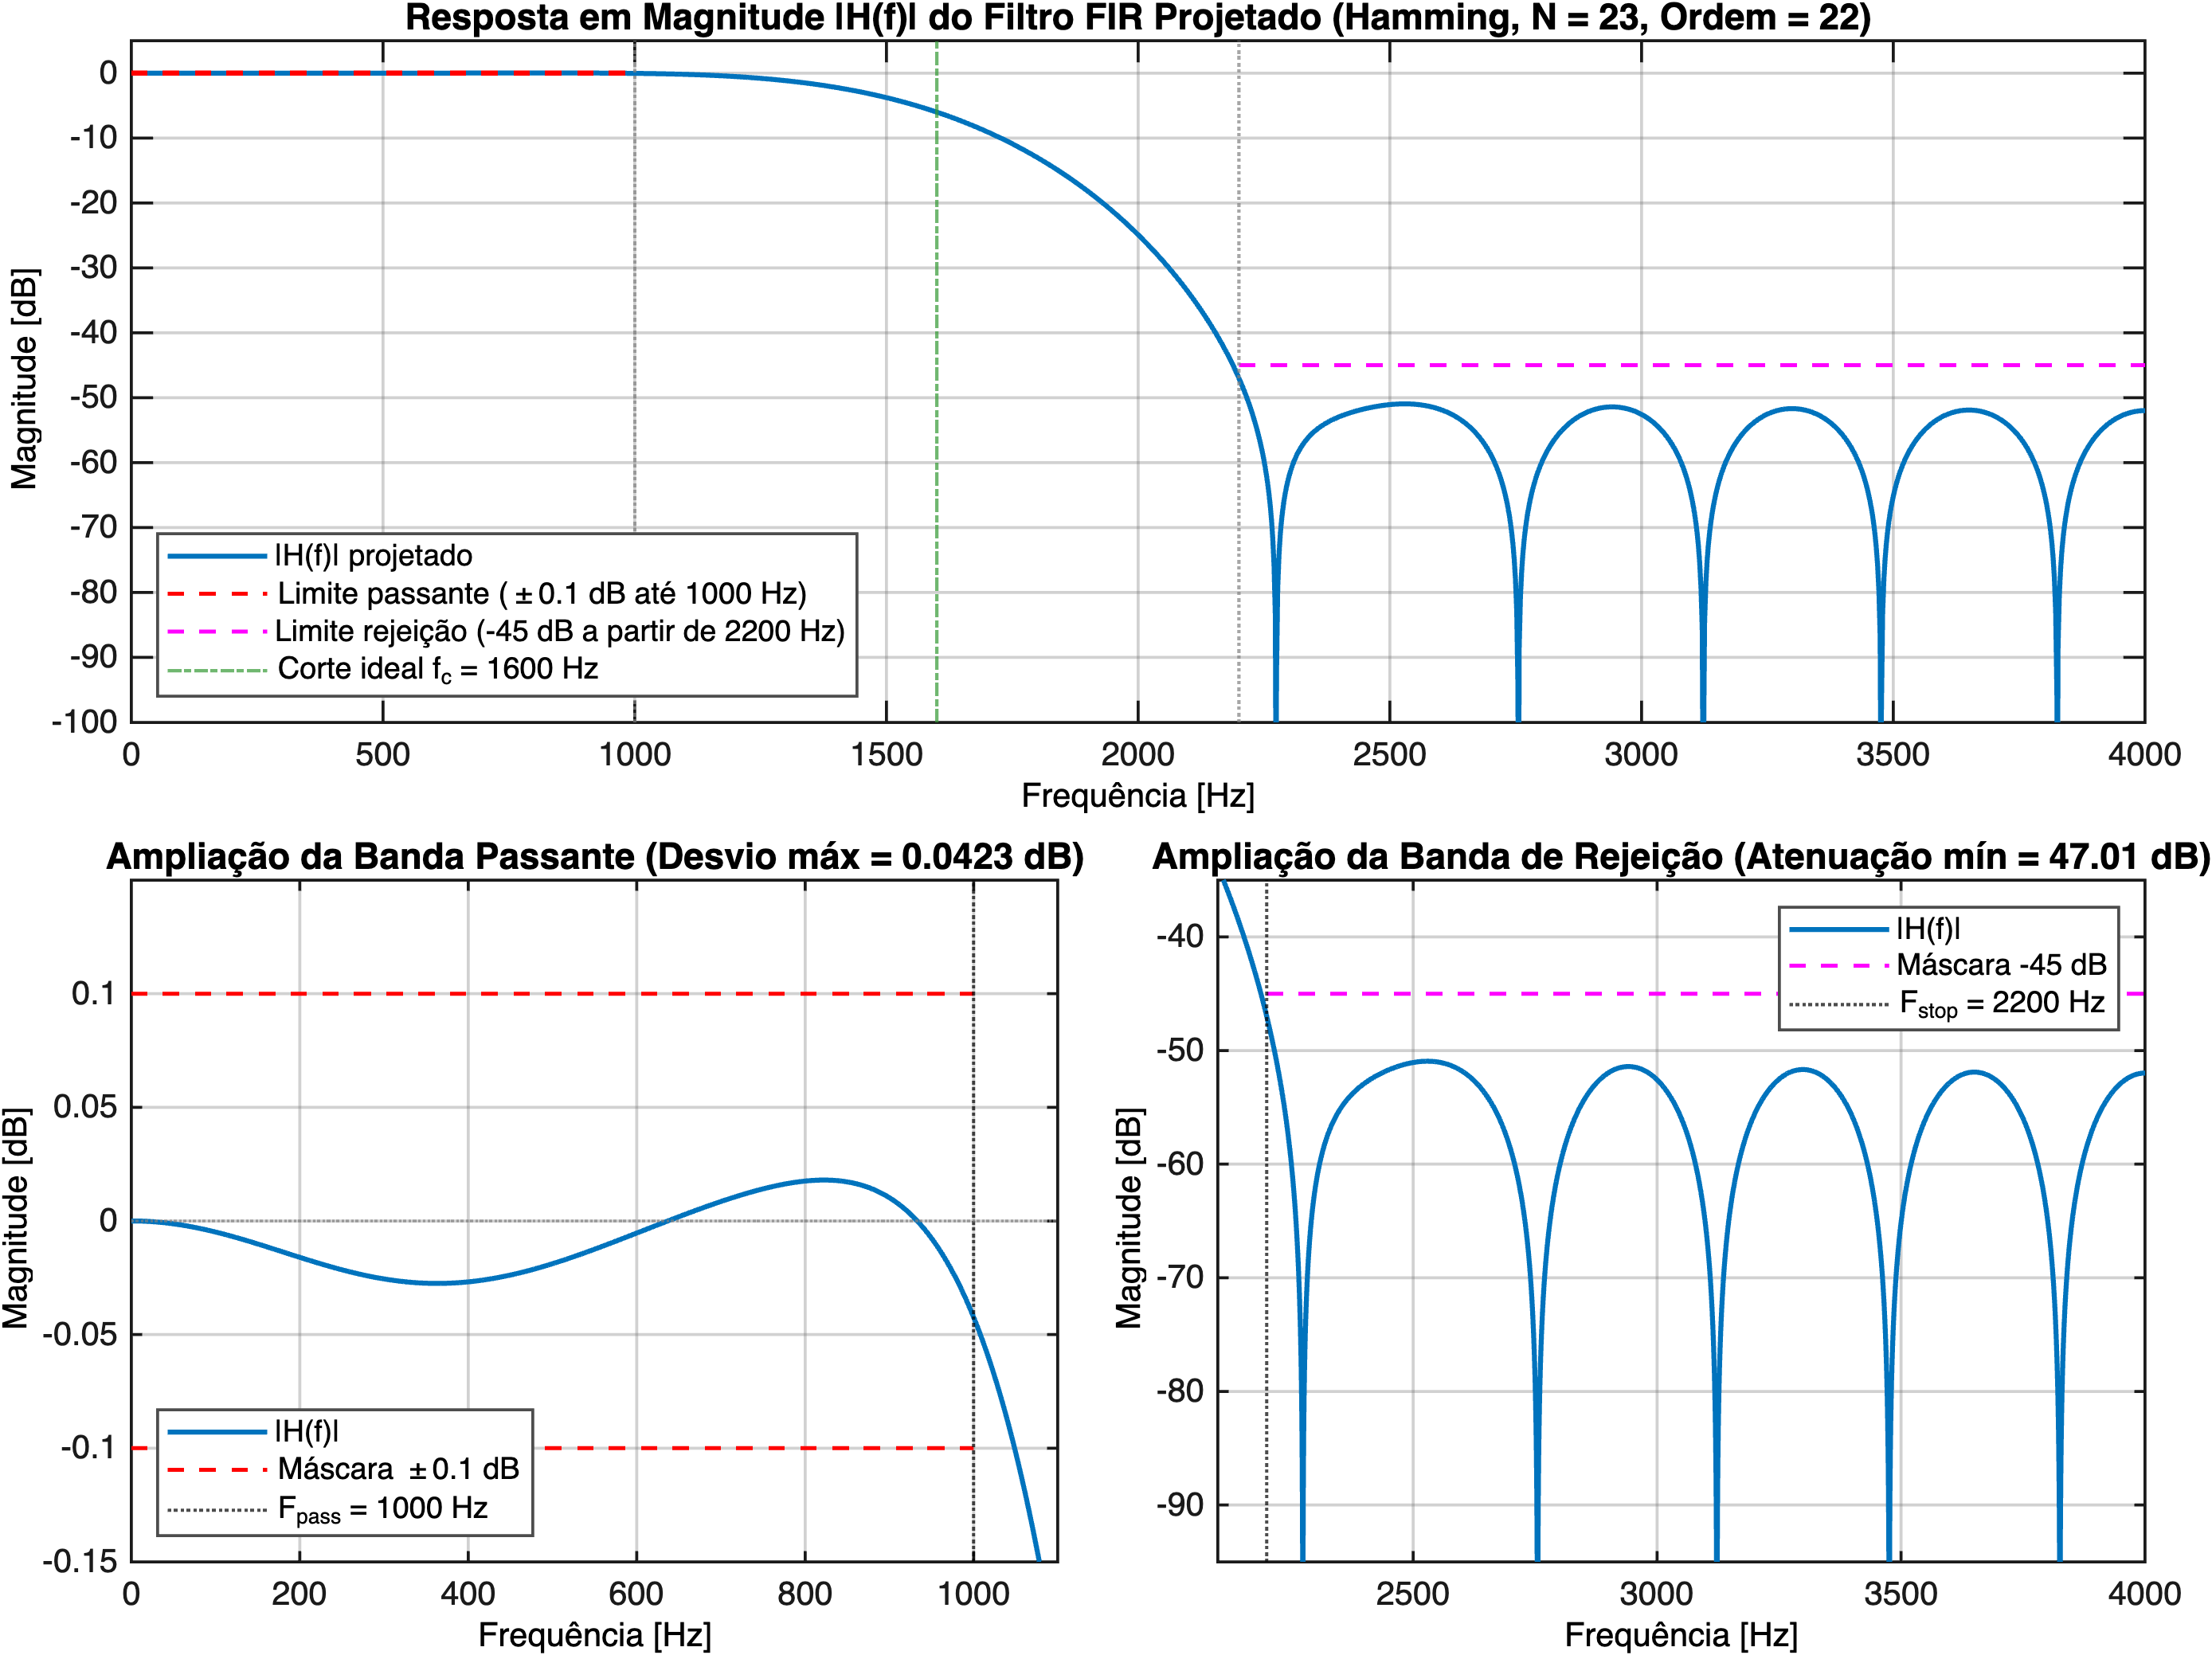 Resposta em Magnitude |H(f)| do Filtro FIR Projetado (Hamming, N = 23, Ordem = 22)
Magnitude [dB]
0
-10
-20
-30
-40
-50
-60
-70
-80
-90
-100
|H(f)| projetado
Limite passante ( ± 0.1 dB até 1000 Hz)
Limite rejeição (-45 dB a partir de 2200 Hz)
Corte ideal fc = 1600 Hz
0 500 1000 1500 2000 2500 3000 3500 4000
Frequência [Hz]
Ampliação da Banda Passante (Desvio máx = 0.0423 dB)
Magnitude [dB]
0.1
0.05
0
-0.05
-0.1
-0.15
|H(f)|
Máscara ± 0.1 dB
Fpass = 1000 Hz
0 200 400 600 800 1000
Frequência [Hz]
Ampliação da Banda de Rejeição (Atenuação mín = 47.01 dB)
Magnitude [dB]
-40
-50
-60
-70
-80
-90
|H(f)|
Máscara -45 dB
Fstop = 2200 Hz
2500 3000 3500 4000
Frequência [Hz]